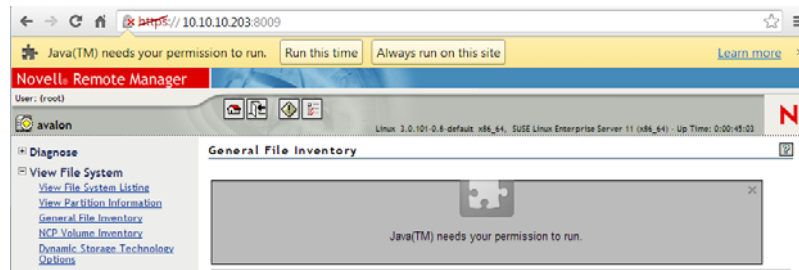 https://10.10.10.203:8009
Java(TM) needs your permission to run. Run this time Always run on this site Learn more
Novell® Remote Manager
User: (root)
avalon
Linux 3.0.101-0.8-default x86_64, SUSE Linux Enterprise Server 11 (x86_64) - Up Time: 0:00:45:03
N
Diagnose
View File System
View File System Listing
View Partition Information
General File Inventory
NCP Volume Inventory
Dynamic Storage Technology
Options
General File Inventory
Java(TM) needs your permission to run.